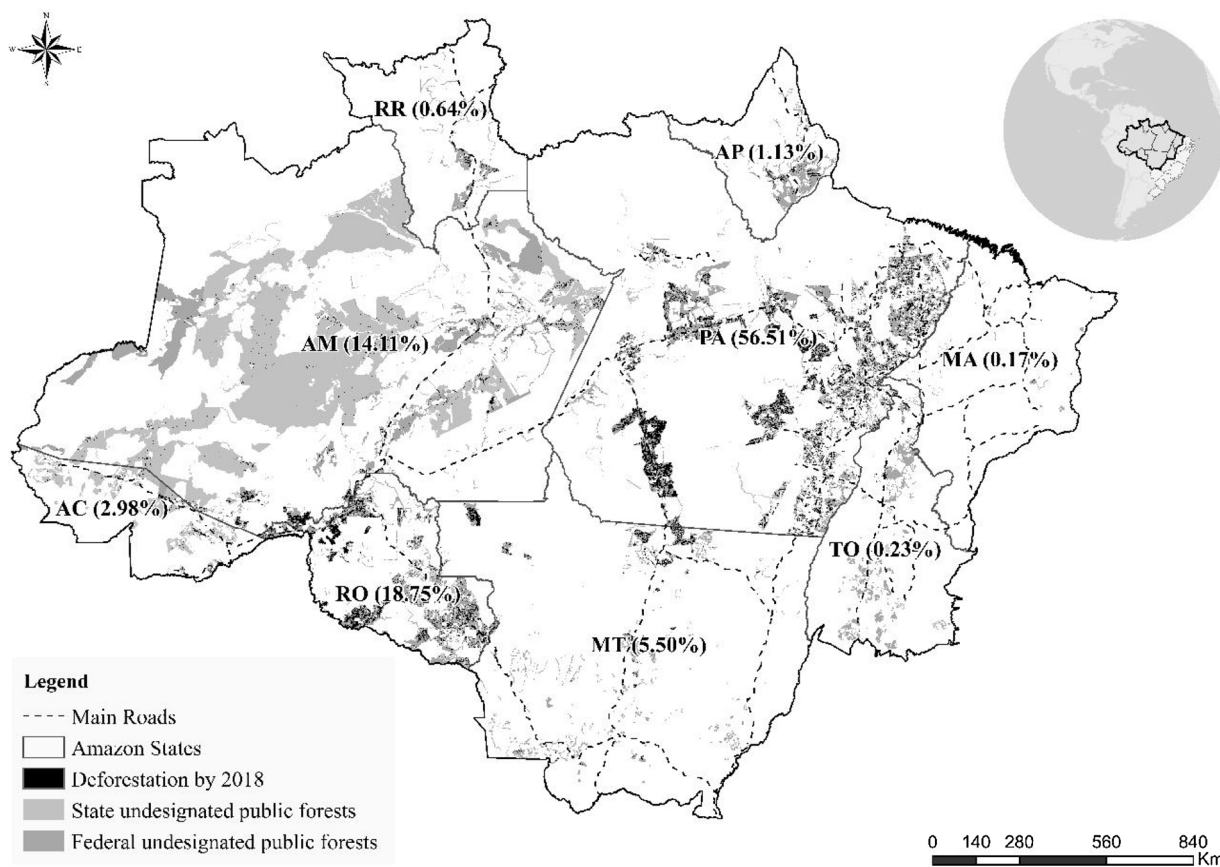 N
W
E
S
RR (0.64%)
AP (1.13%)
AM (14.11%)
PA (56.51%)
MA (0.17%)
AC (2.98%)
TO (0.23%)
RO (18.75%)
MT (5.50%)
Legend
Main Roads
Amazon States
Deforestation by 2018
State undesignated public forests
Federal undesignated public forests
0 140 280 560 840
Km